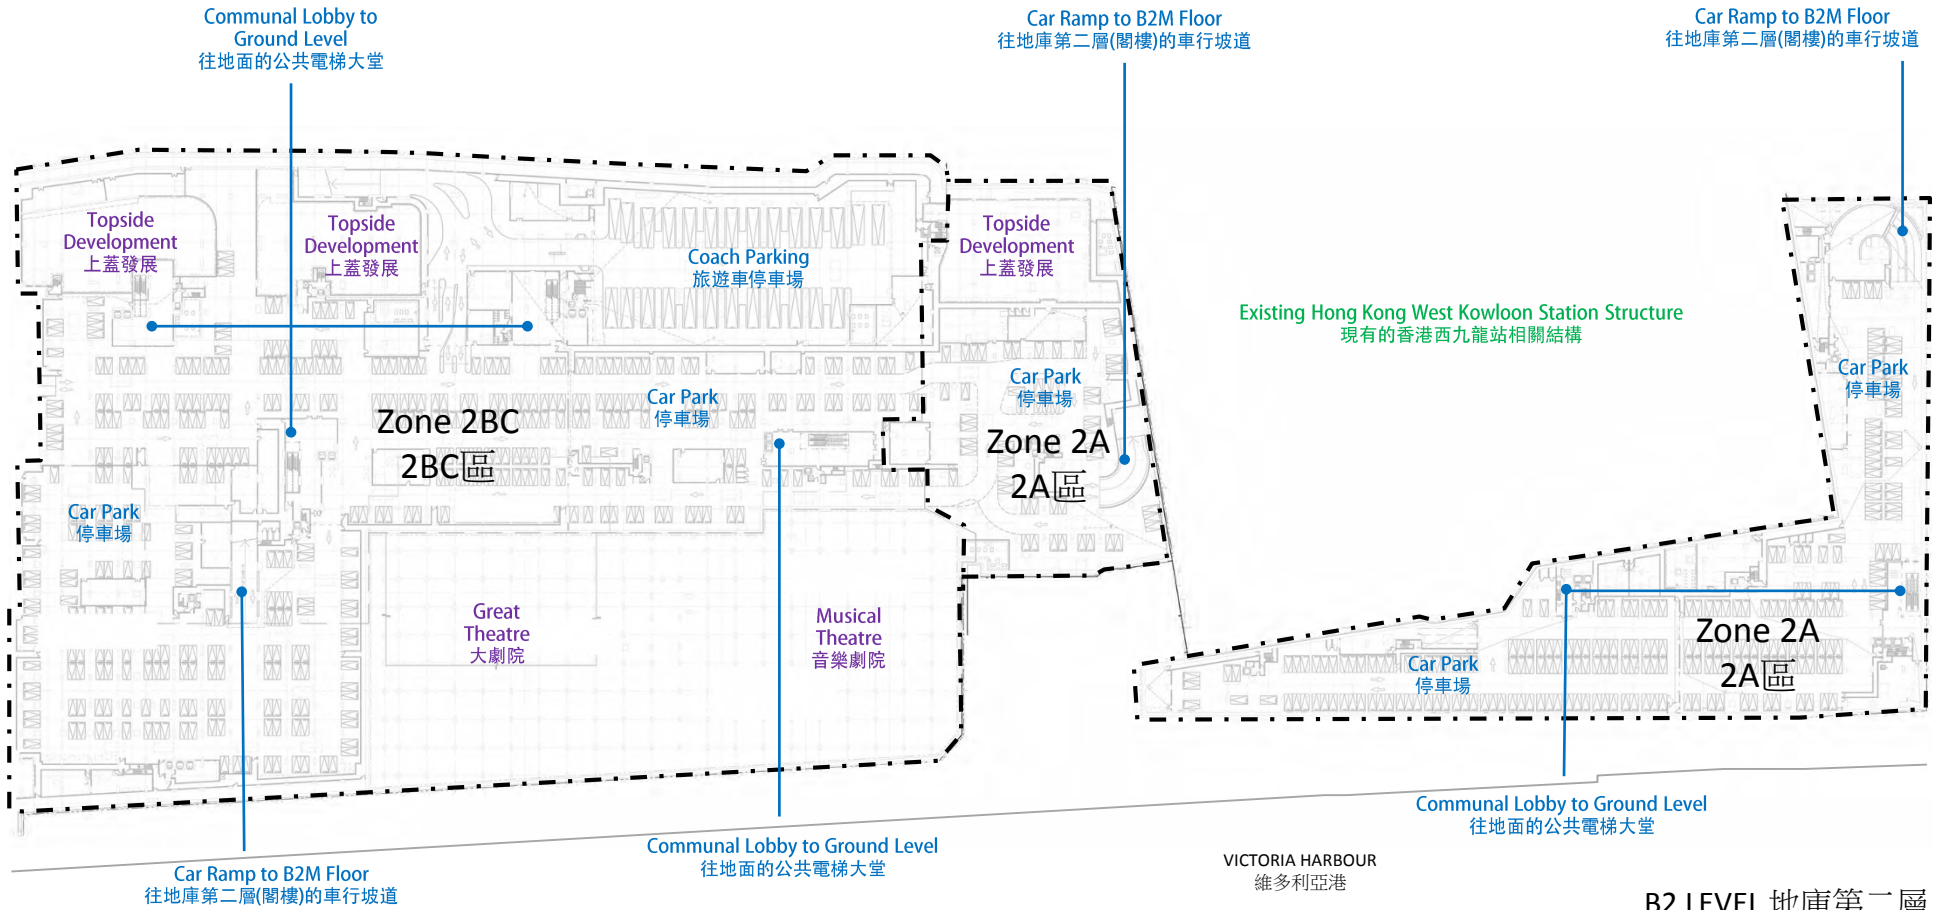 Communal Lobby to
Ground Level
往地面的公共電梯大堂
Car Ramp to B2M Floor
往地庫第二層(閣樓)的車行坡道
Car Ramp to B2M Floor
往地庫第二層(閣樓)的車行坡道
Topside
Development
上蓋發展
Topside
Development
上蓋發展
Coach Parking
旅遊車停車場
Topside
Development
上蓋發展
Existing Hong Kong West Kowloon Station Structure
現有的香港西九龍站相關結構
Car Park
停車場
Car Park
停車場
Car Park
停車場
Zone 2BC
2BC區
Zone 2A
2A區
Car Park
停車場
Great
Theatre
大劇院
Musical
Theatre
音樂劇院
Zone 2A
2A區
Car Park
停車場
Communal Lobby to Ground Level
往地面的公共電梯大堂
Communal Lobby to Ground Level
往地面的公共電梯大堂
Car Ramp to B2M Floor
往地庫第二層(閣樓)的車行坡道
VICTORIA HARBOUR
維多利亞港
B2 LEVEL 地庫第二層